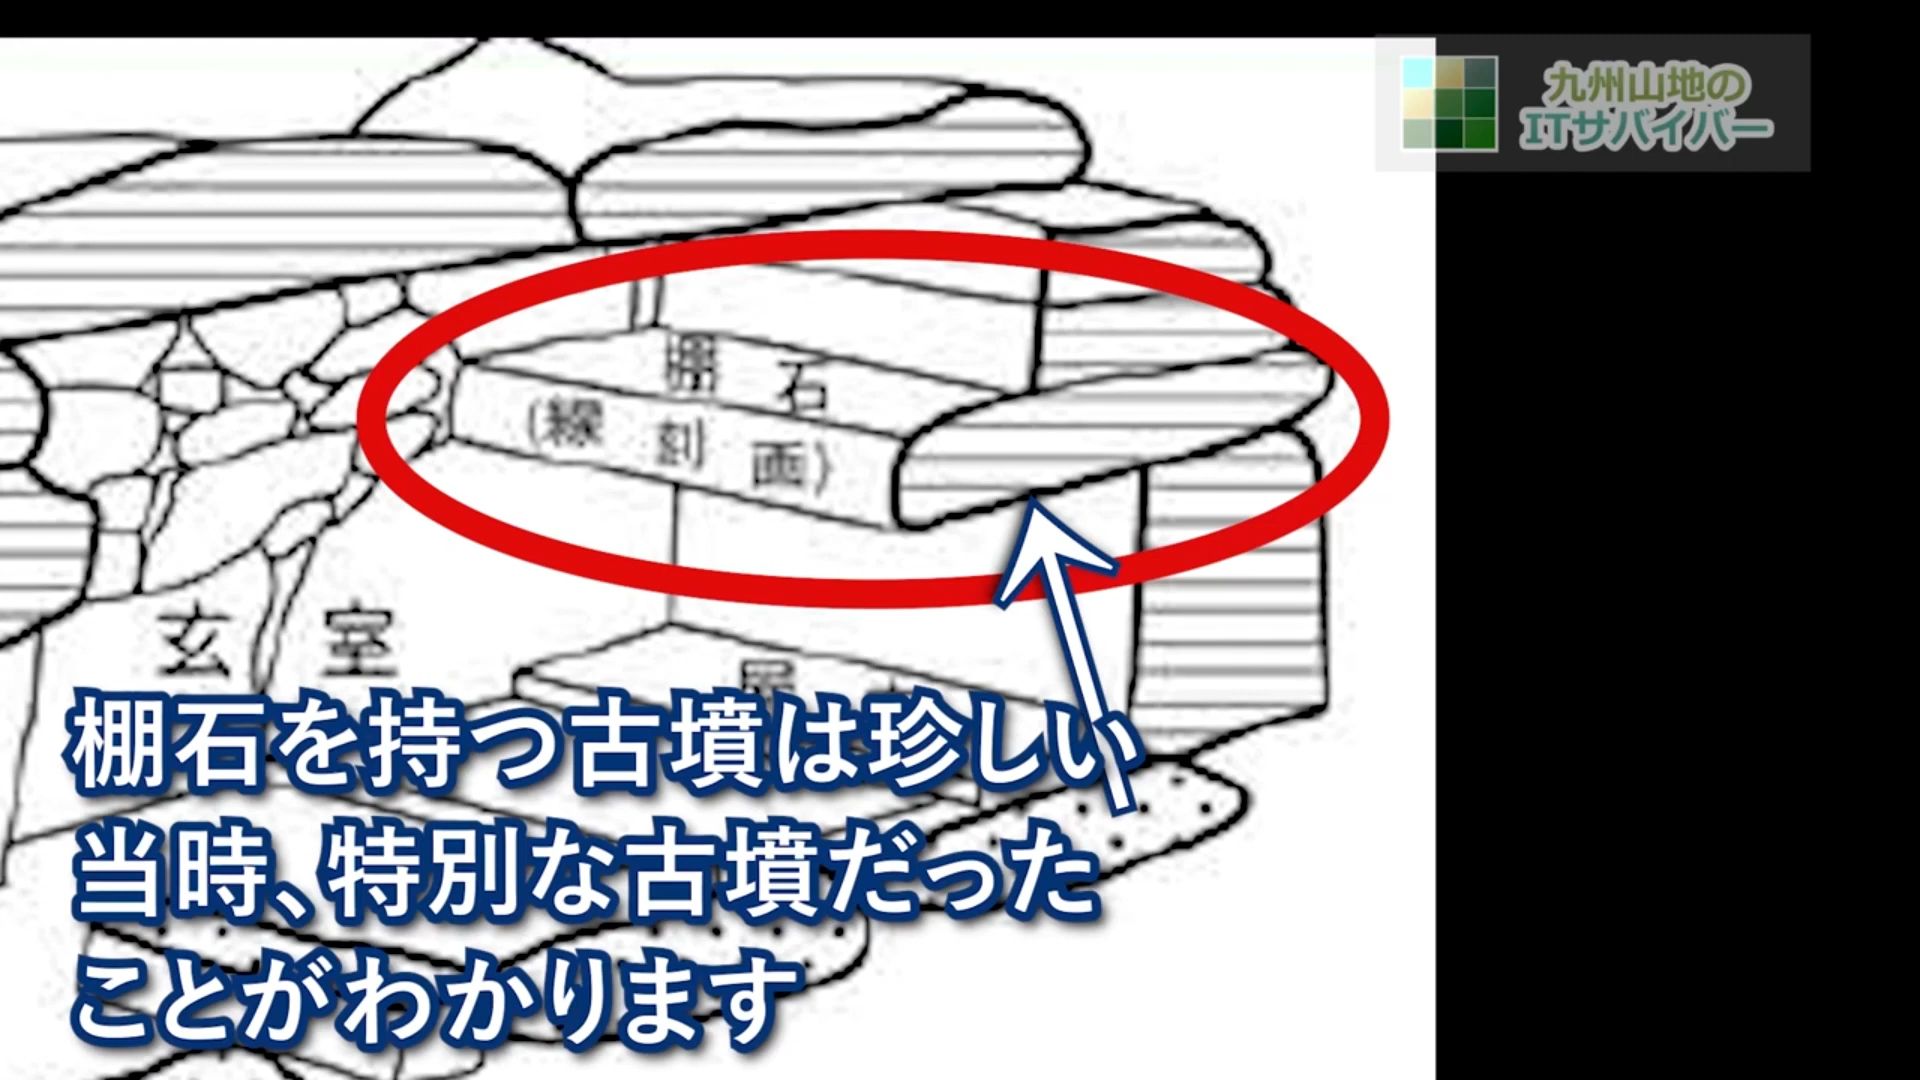 九州山地の
ITサバイバー
棚石
(線刻画)
玄室
棚石を持つ古墳は珍しい
当時、特別な古墳だった
ことがわかります